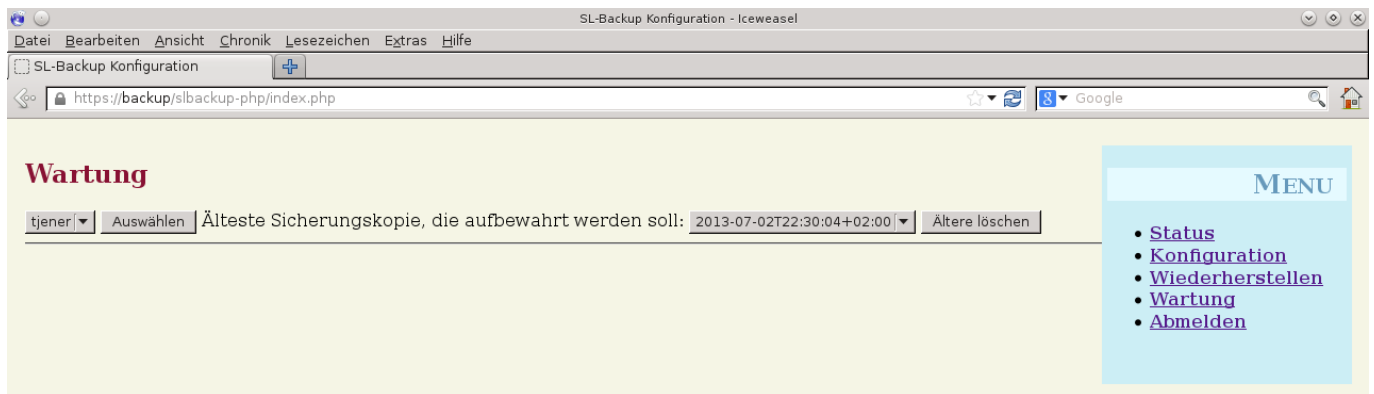 SL-Backup Konfiguration - Iceweasel
Datei Bearbeiten Ansicht Chronik Lesezeichen Extras Hilfe
SL-Backup Konfiguration
https://backup/slbackup-php/index.php
8 Google
Wartung
tjener Auswählen Älteste Sicherungskopie, die aufbewahrt werden soll: 2013-07-02T22:30:04+02:00 Ältere löschen
MENU
• Status
• Konfiguration
• Wiederherstellen
• Wartung
• Abmelden